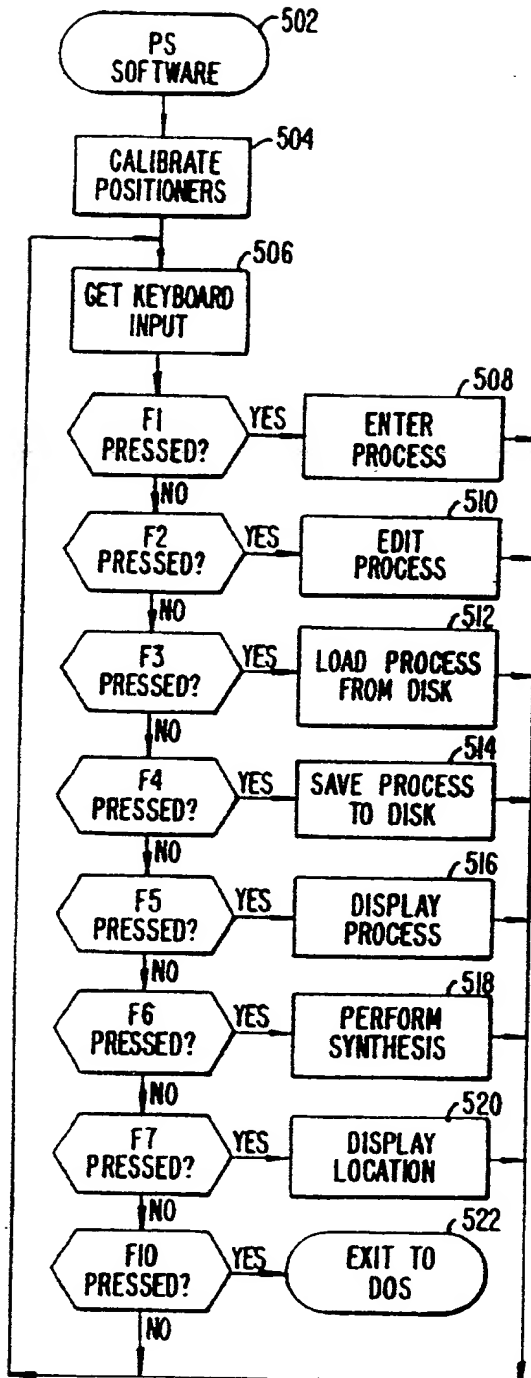 502
PS
SOFTWARE
504
CALIBRATE
POSITIONERS
506
GET KEYBOARD
INPUT
508
F1
PRESSED?
YES
ENTER
PROCESS
NO
510
F2
PRESSED?
YES
EDIT
PROCESS
NO
512
F3
PRESSED?
YES
LOAD PROCESS
FROM DISK
NO
514
F4
PRESSED?
YES
SAVE PROCESS
TO DISK
NO
516
F5
PRESSED?
YES
DISPLAY
PROCESS
NO
518
F6
PRESSED?
YES
PERFORM
SYNTHESIS
NO
520
F7
PRESSED?
YES
DISPLAY
LOCATION
NO
522
F10
PRESSED?
YES
EXIT TO
DOS
NO